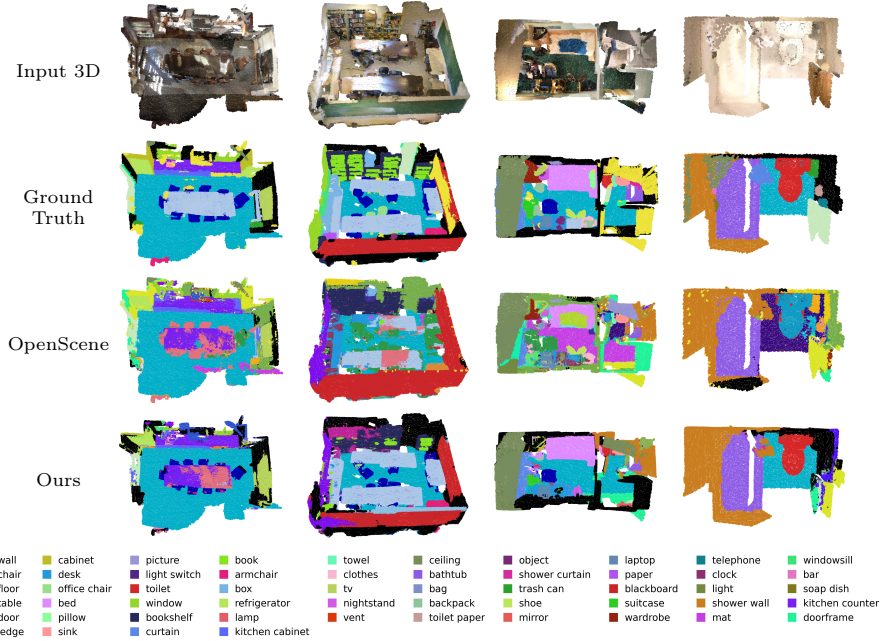 Input 3D
Ground
Truth
OpenScene
Ours
wall cabinet picture book towel ceiling object laptop telephone windowsill
chair desk light switch armchair clothes bathtub shower curtain paper clock bar
floor office chair toilet box tv bag trash can blackboard light soap dish
table bed window refrigerator nightstand backpack shoe suitcase shower wall kitchen counter
door pillow bookshelf lamp vent toilet paper mirror wardrobe mat doorframe
edge sink curtain kitchen cabinet